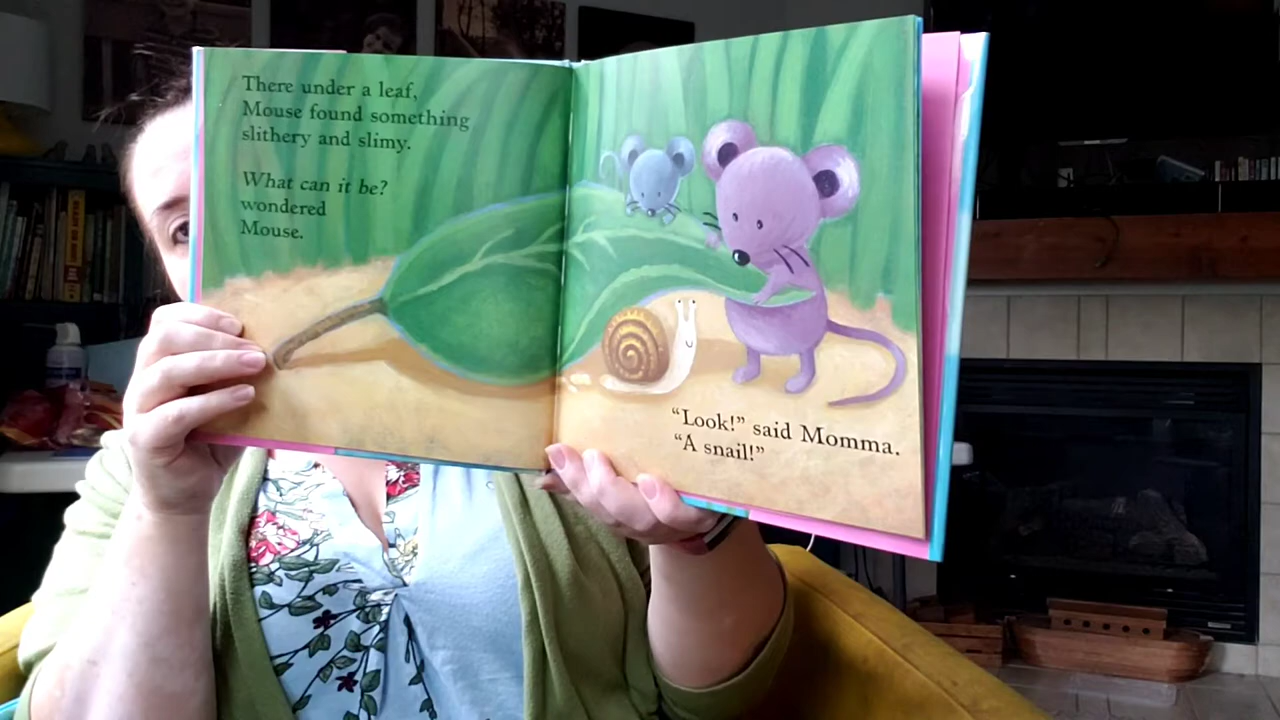 There under a leaf,
Mouse found something
slithery and slimy.
What can it be?
wondered
Mouse.
“Look!” said Momma.
“A snail!”